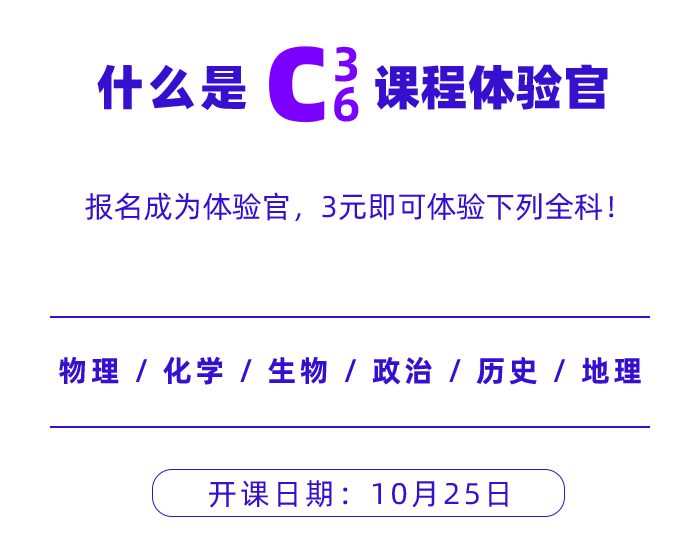 什么是 C 3 6 课程体验官
报名成为体验官，3元即可体验下列全科！
物理 / 化学 / 生物 / 政治 / 历史 / 地理
开课日期：10月25日